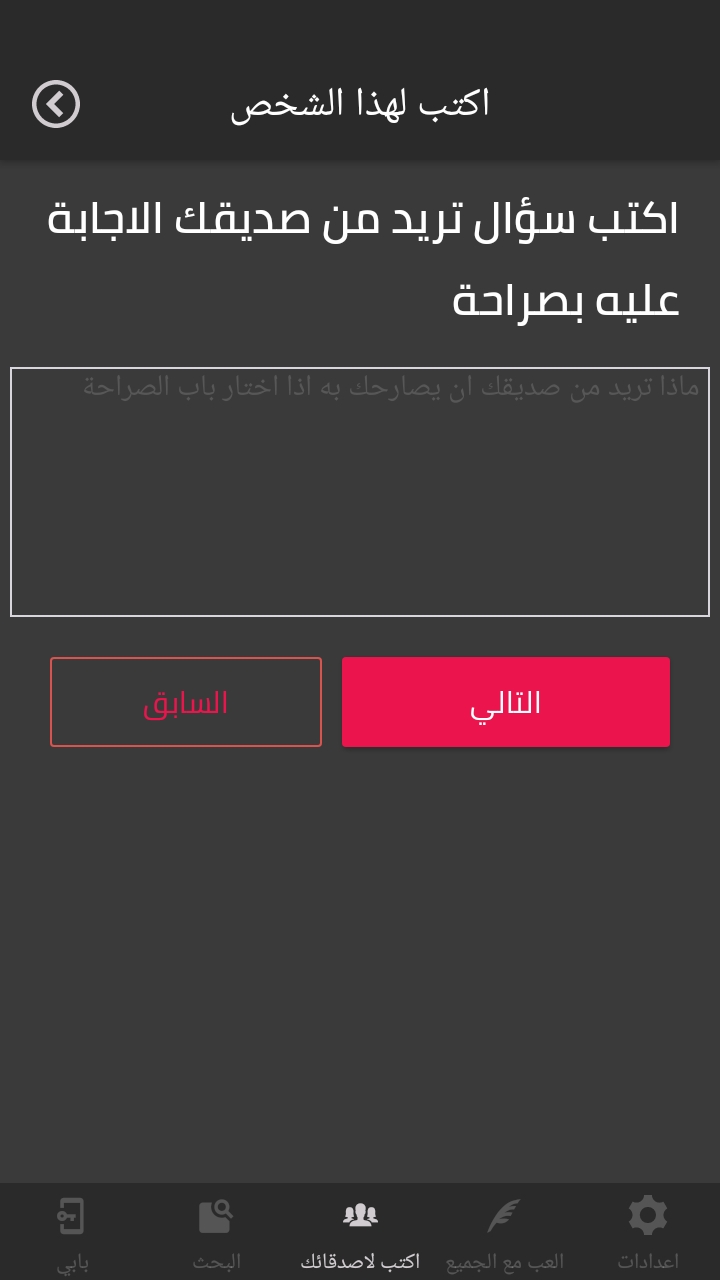 اكتب لهذا الشخص
اكتب سؤال تريد من صديقك الاجابة
عليه بصراحة
ماذا تريد من صديقك ان يصارحك به اذا اختار باب الصراحة
التالي
السابق
اعدادات
العب مع الجميع
اكتب لاصدقائك
البحث
بابي